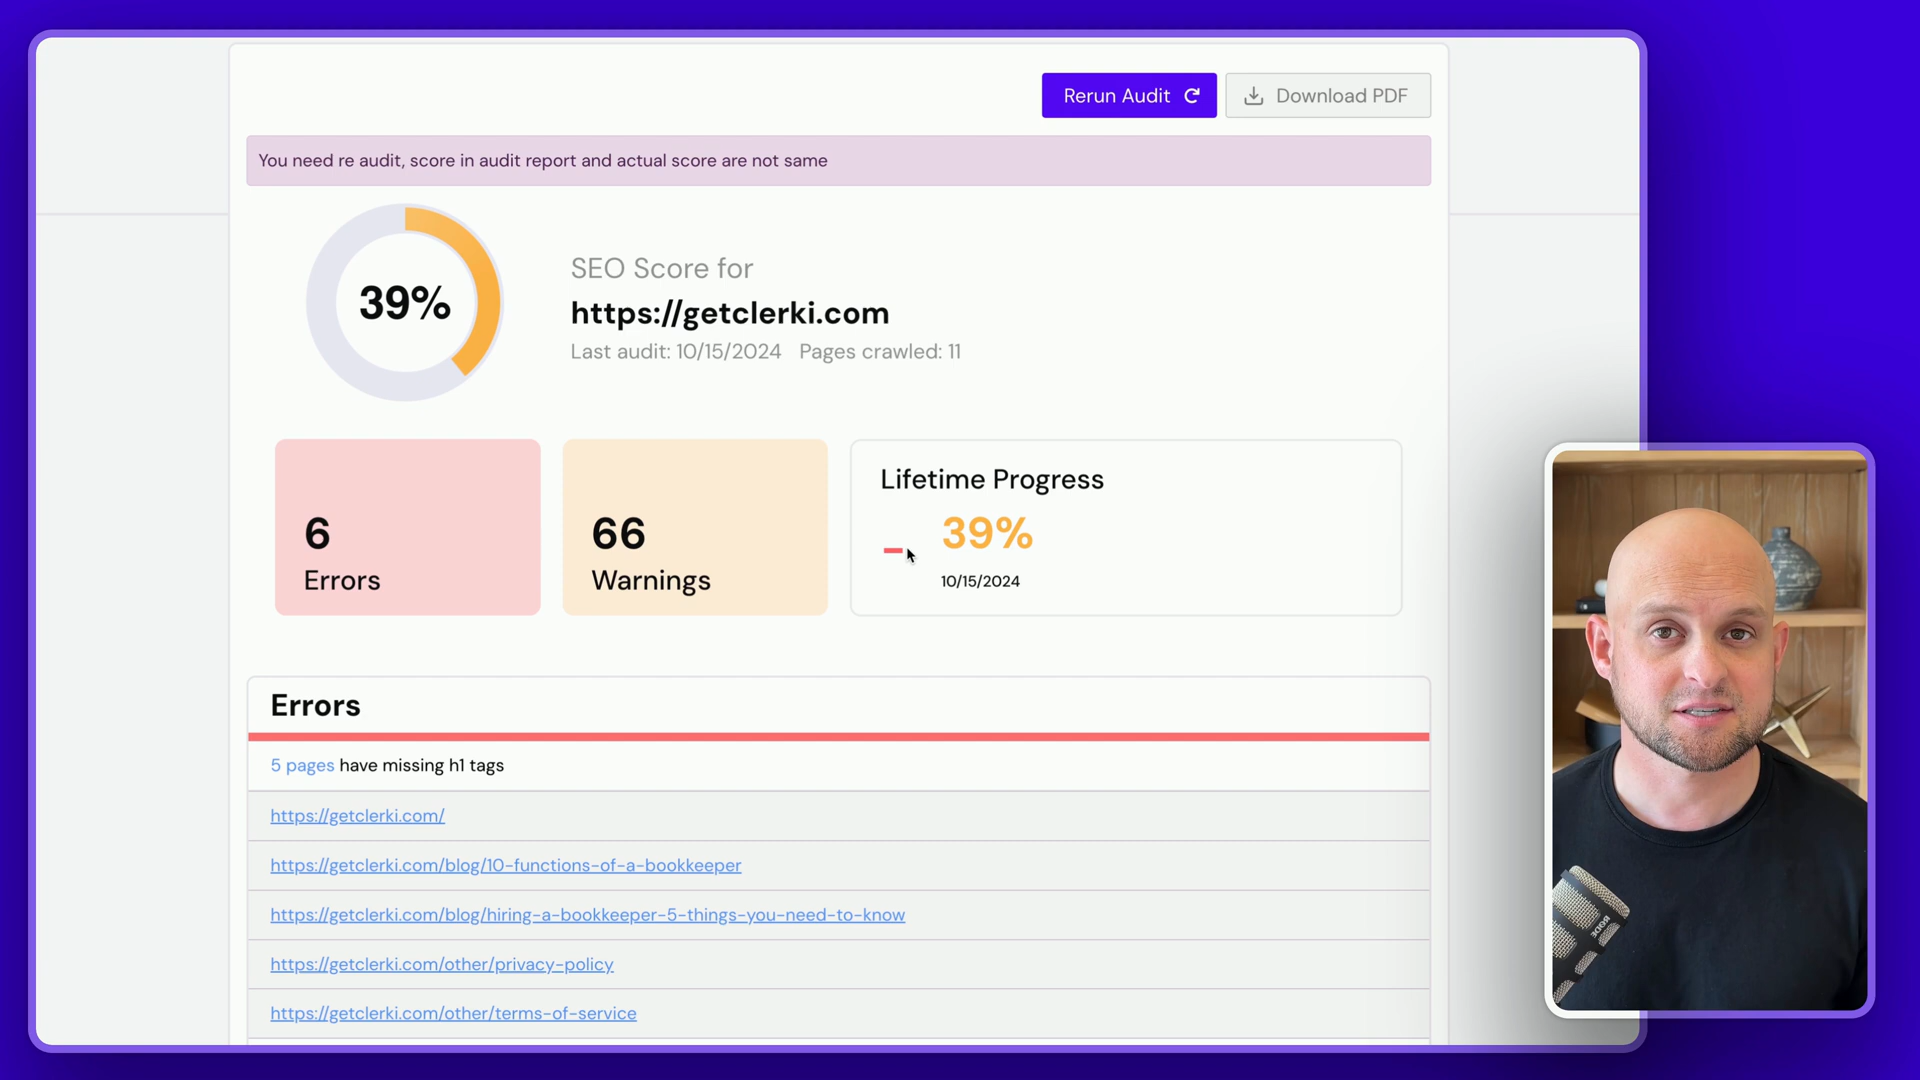 Rerun Audit
Download PDF
You need re audit, score in audit report and actual score are not same
39%
SEO Score for
https://getclerki.com
Last audit: 10/15/2024 Pages crawled: 11
6
Errors
66
Warnings
Lifetime Progress
39%
10/15/2024
Errors
5 pages have missing h1 tags
https://getclerki.com/
https://getclerki.com/blog/10-functions-of-a-bookkeeper
https://getclerki.com/blog/hiring-a-bookkeeper-5-things-you-need-to-know
https://getclerki.com/other/privacy-policy
https://getclerki.com/other/terms-of-service
RODE